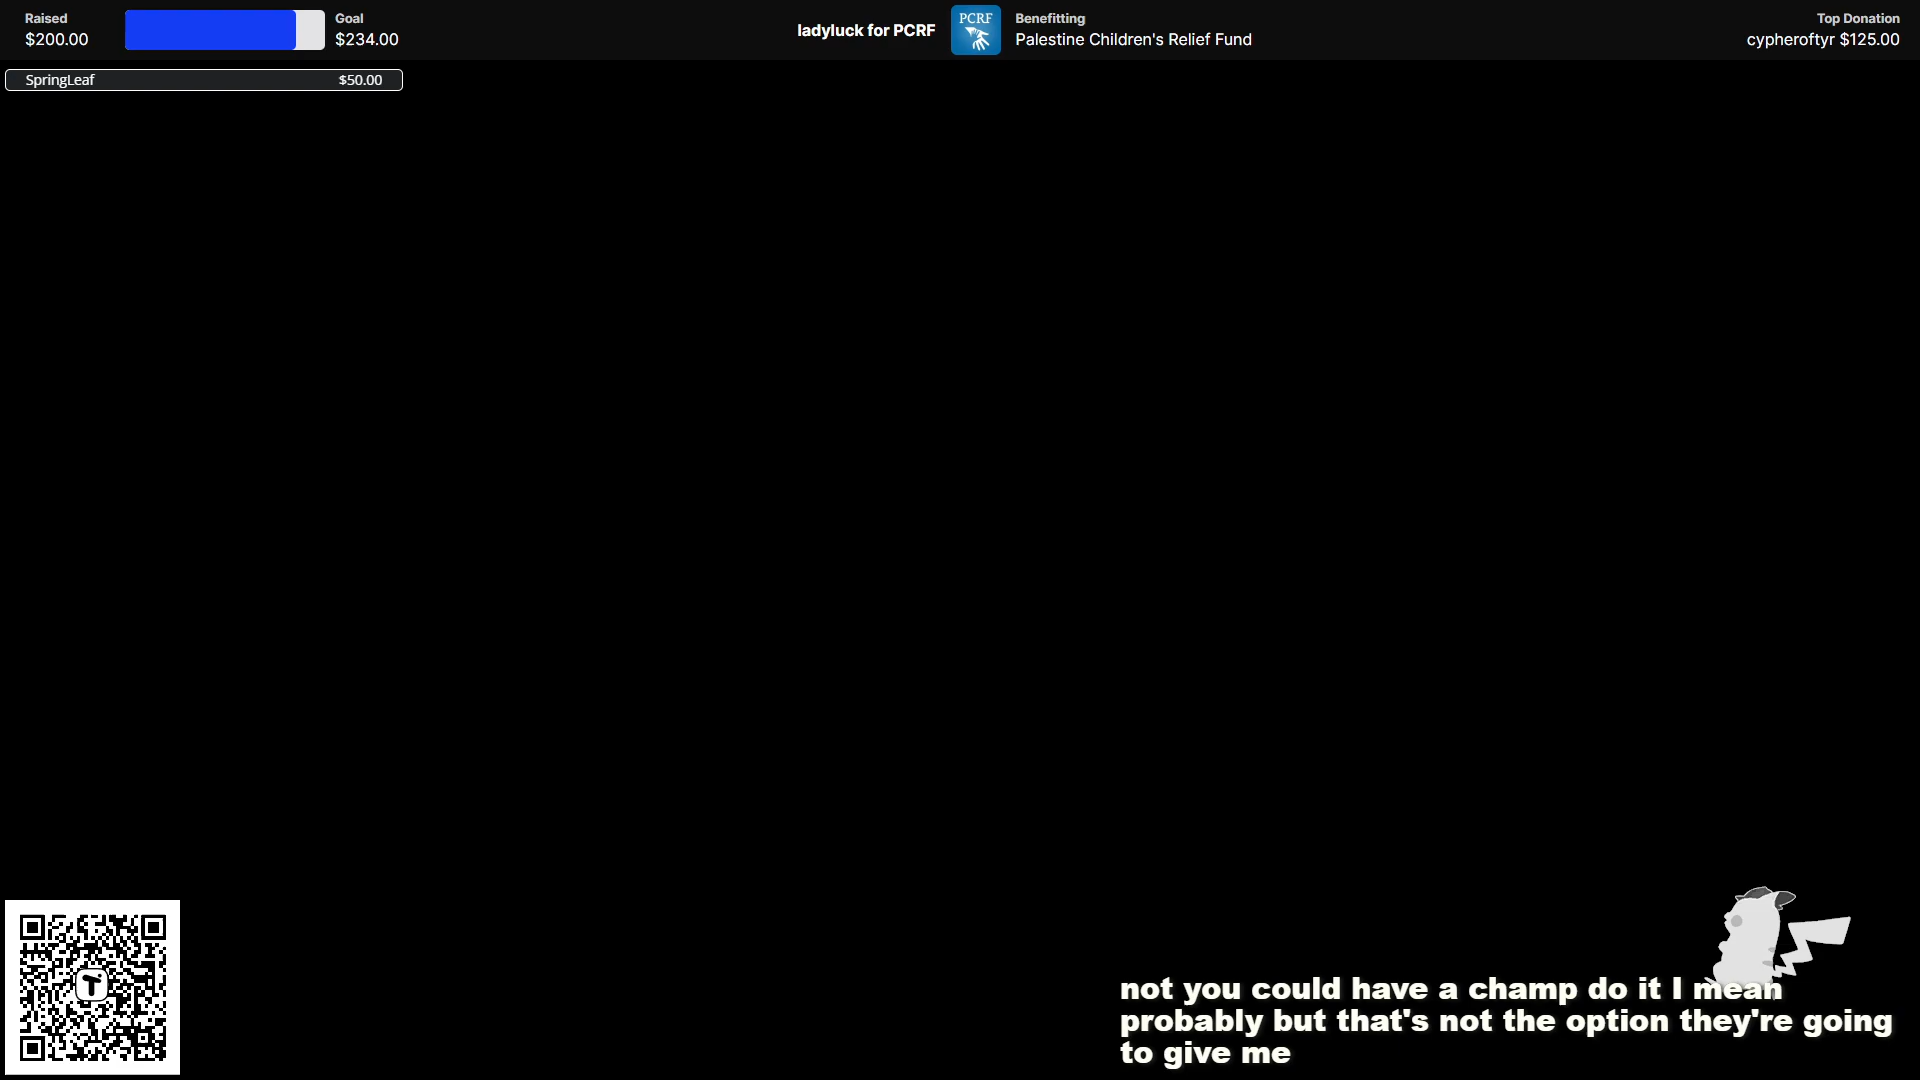 Raised
$200.00
Goal
$234.00
ladyluck for PCRF
PCRF
Benefitting
Palestine Children's Relief Fund
Top Donation
cypheroftyr $125.00
SpringLeaf $50.00
T
not you could have a champ do it I mean
probably but that's not the option they're going
to give me